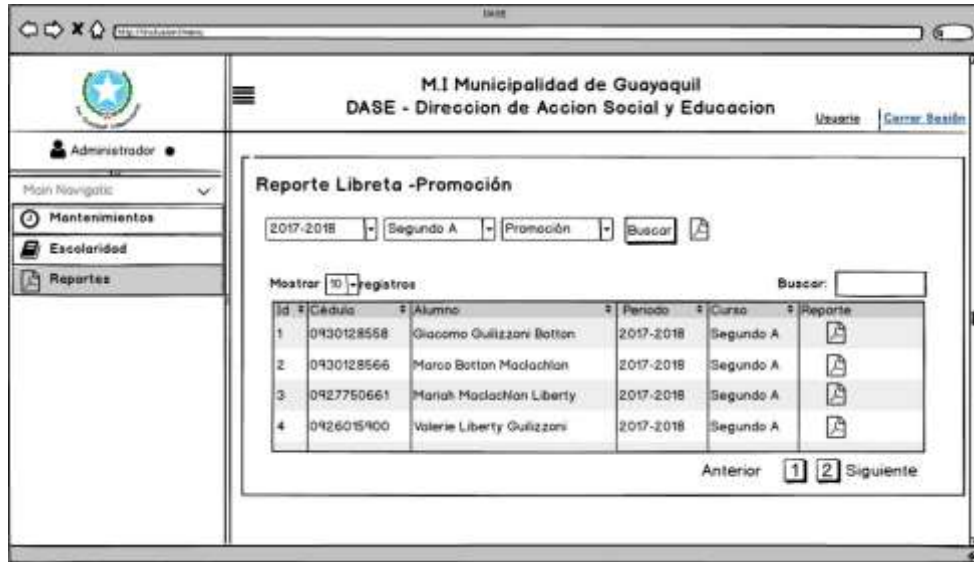 DASE
M.I Municipalidad de Guayaquil
DASE - Direccion de Accion Social y Educacion
Usuario Cerrar Sesión
Administrador
Main Navigatic
Mantenimientos
Escolaridad
Reportes
Reporte Libreta -Promoción
2017-2018 Segundo A Promoción Buscar
Mostrar 10 registros Buscar:
Id Cédula Alumno Periodo Curso Reporte
1 0930128558 Giacomo Guilizzoni Botton 2017-2018 Segundo A
2 0930128566 Marco Botton Maclachlan 2017-2018 Segundo A
3 0927750661 Mariah Maclachlan Liberty 2017-2018 Segundo A
4 0926015900 Valerie Liberty Guilizzoni 2017-2018 Segundo A
Anterior 1 2 Siguiente